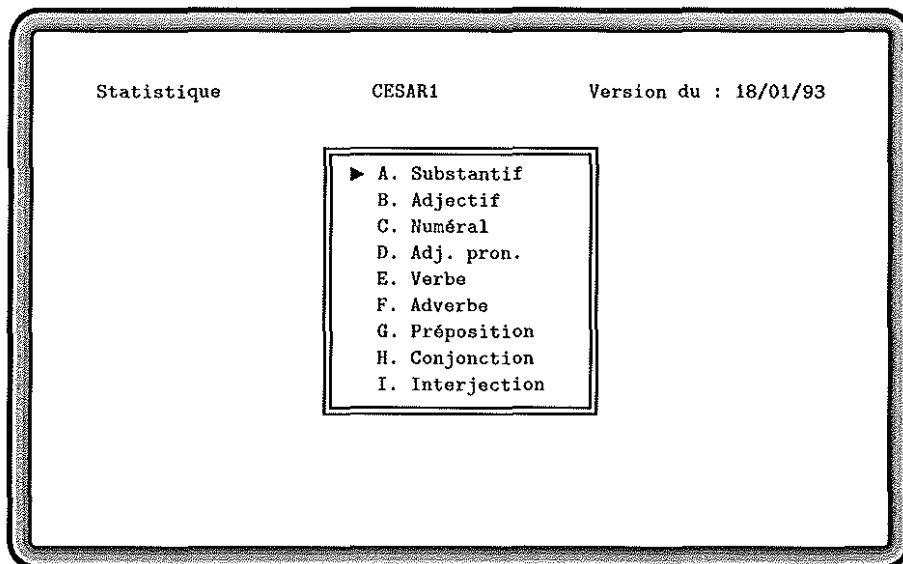 Statistique CESAR1 Version du : 18/01/93
► A. Substantif
B. Adjectif
C. Numéral
D. Adj. pron.
E. Verbe
F. Adverbe
G. Préposition
H. Conjonction
I. Interjection